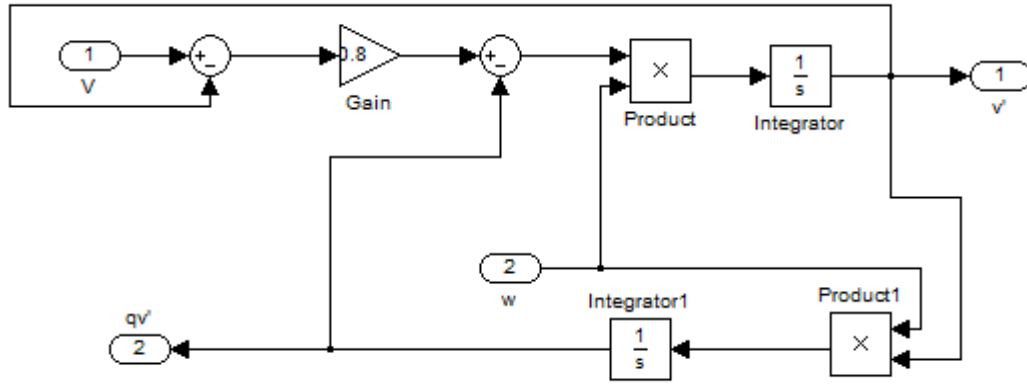 1
V
+
−
0.8
Gain
+
−
×
Product
1
s
Integrator
1
v'
2
w
Integrator1
1
s
Product1
×
qv'
2